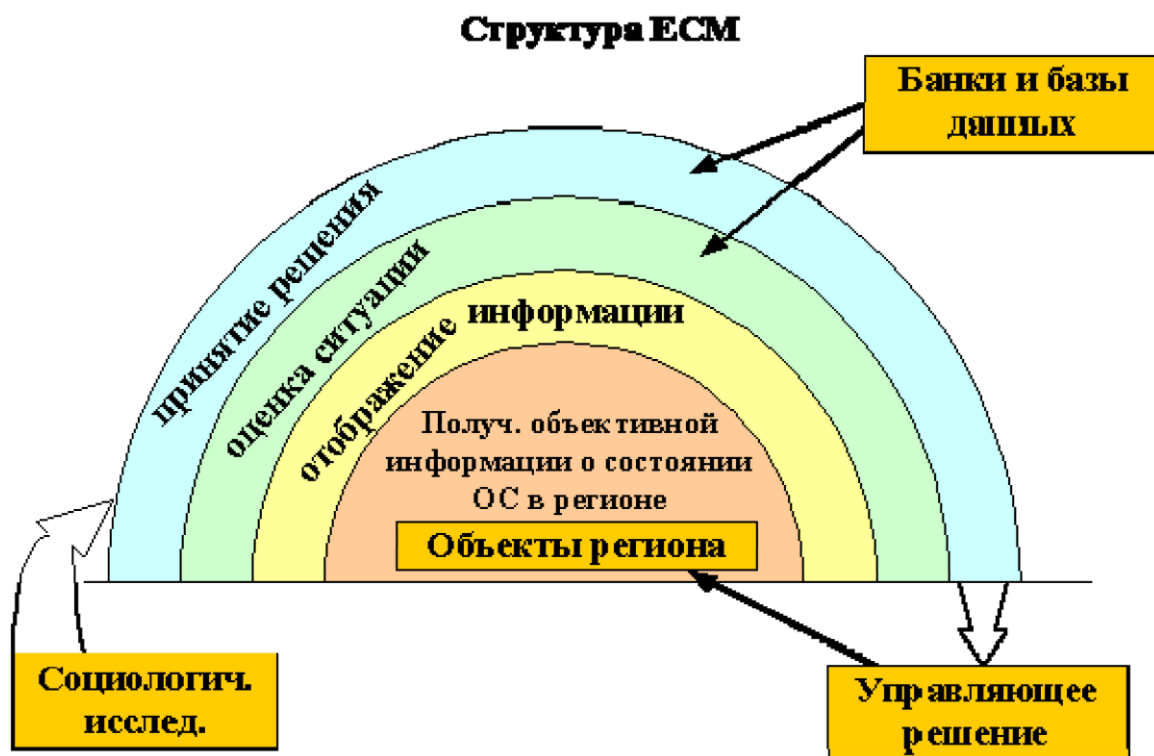 Структура ЕСМ
Банки и базы
данных
принятие решения
оценка ситуации
отображение информации
Получ. объективной
информации о состоянии
ОС в регионе
Объекты региона
Социологич.
исслед.
Управляющее
решение